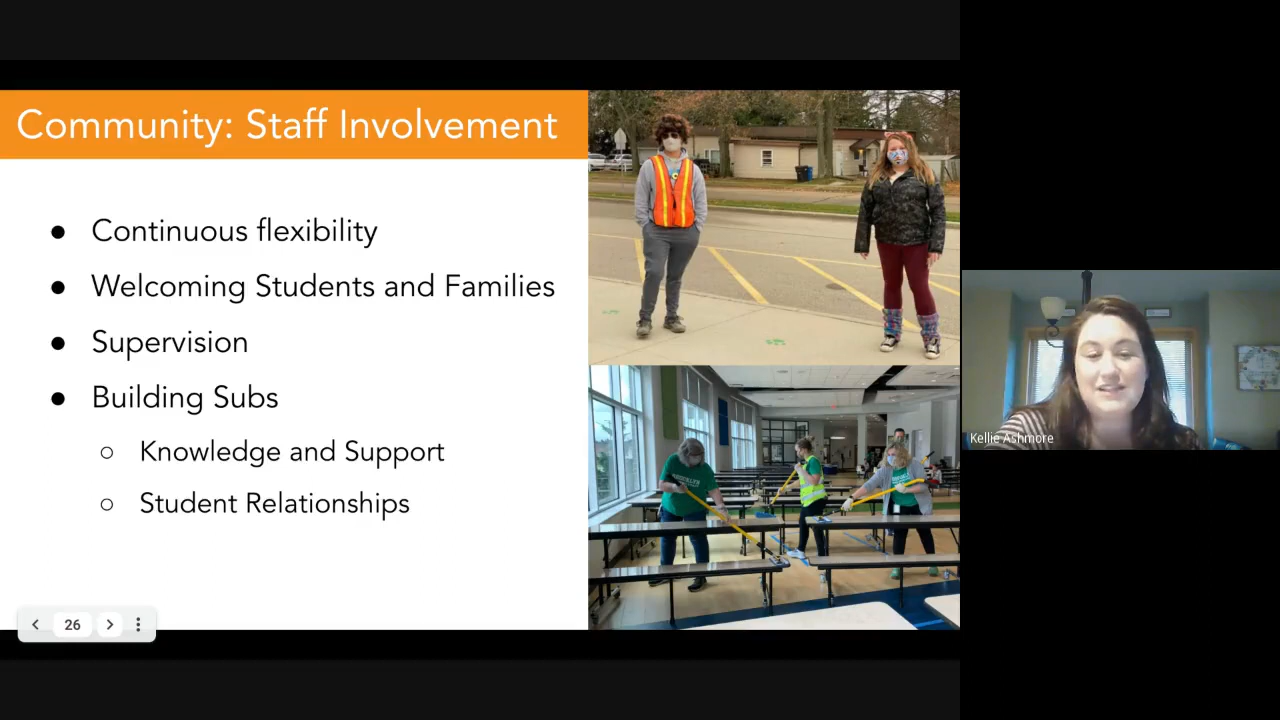 Community: Staff Involvement
● Continuous flexibility
● Welcoming Students and Families
● Supervision
● Building Subs
○ Knowledge and Support
○ Student Relationships
26
Kellie Ashmore